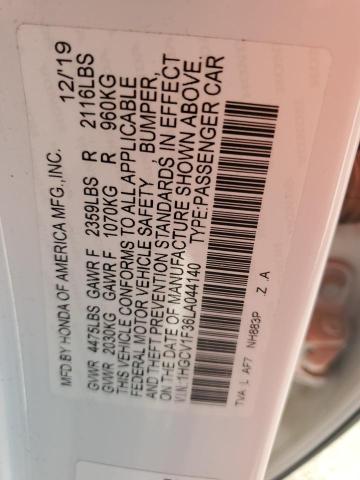 MFD.BY HONDA OF AMERICA MFG.,INC. 12/19
GVWR 4475LBS GAWR F 2359LBS R 2116LBS
GVWR 2030KG GAWR F 1070KG R 960KG
THIS VEHICLE CONFORMS TO ALL APPLICABLE
FEDERAL MOTOR VEHICLE SAFETY BUMPER,
AND THEFT PREVENTION STANDARDS IN EFFECT
ON THE DATE OF MANUFACTURE SHOWN ABOVE.
V.I.N.:1HGCV1F36LA044140 TYPE:PASSENGER CAR
TVA L AF7 NH883P .Z .A